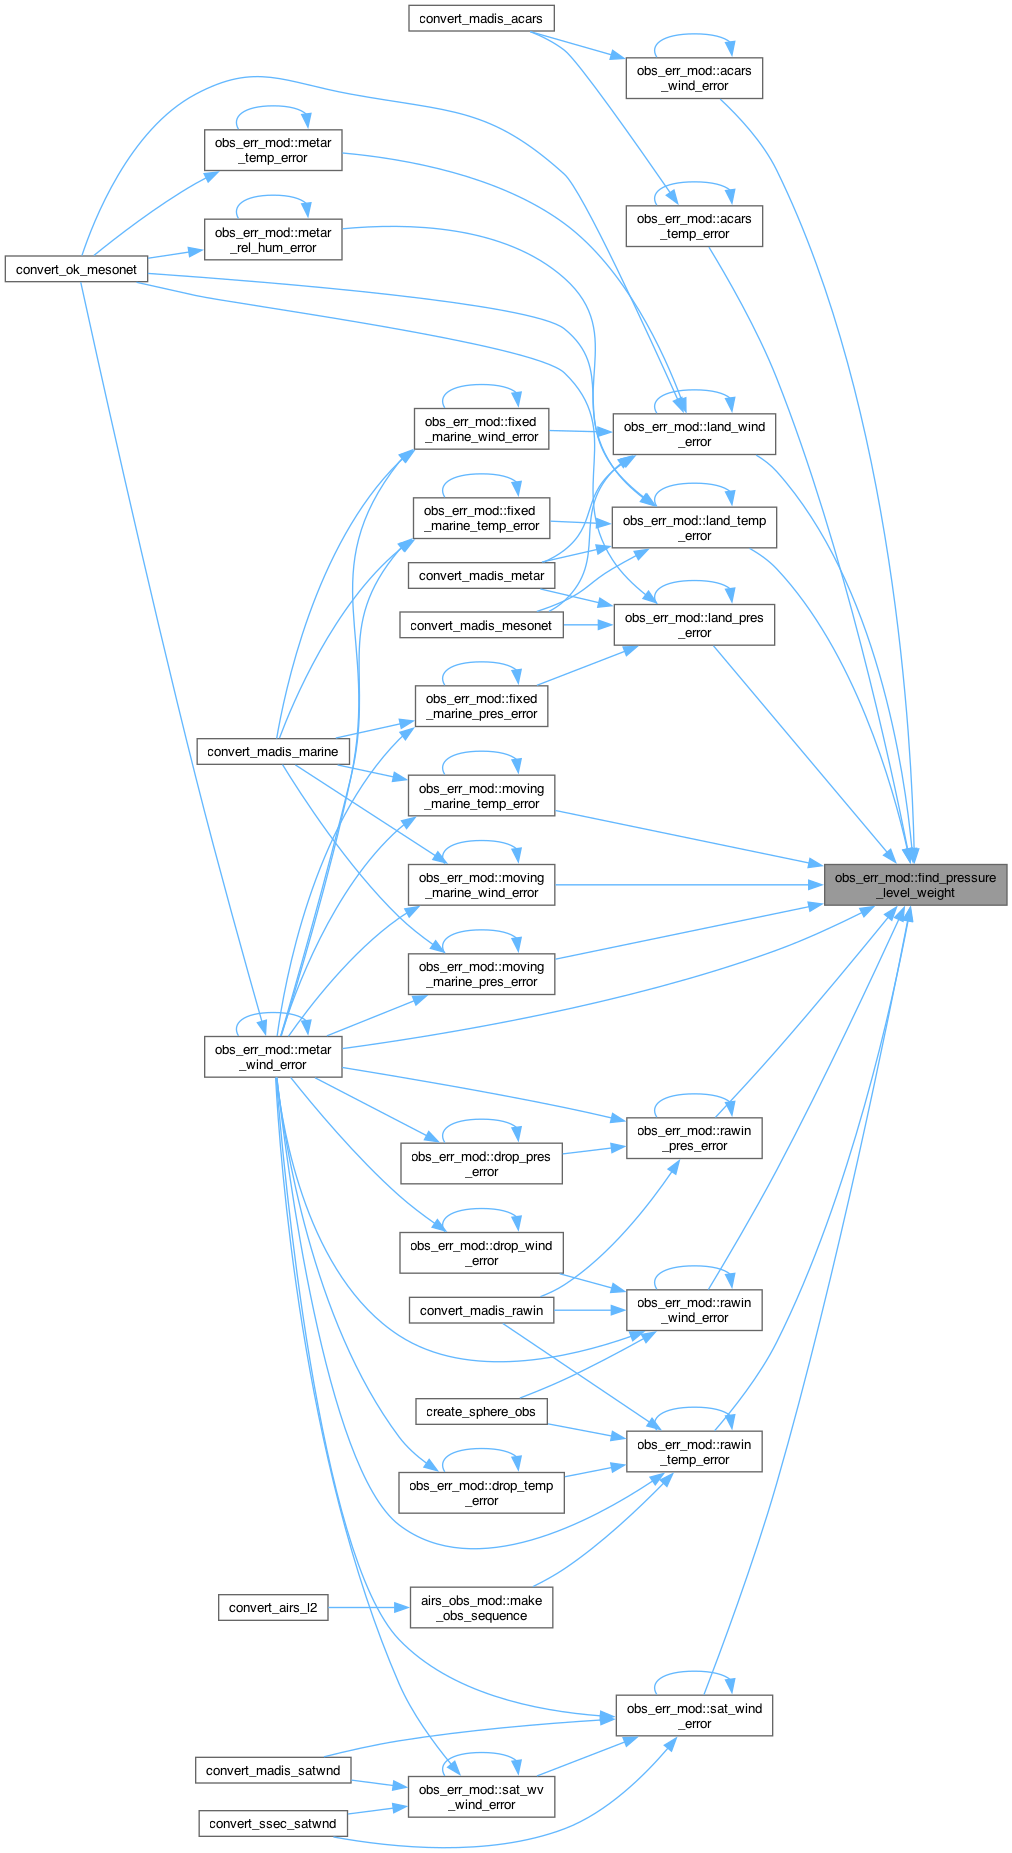 convert_madis_acars
obs_err_mod::acars
_wind_error
obs_err_mod::metar
_temp_error
obs_err_mod::acars
_temp_error
obs_err_mod::metar
_rel_hum_error
convert_ok_mesonet
obs_err_mod::fixed
_marine_wind_error
obs_err_mod::land_wind
_error
obs_err_mod::fixed
_marine_temp_error
obs_err_mod::land_temp
_error
convert_madis_metar
convert_madis_mesonet
obs_err_mod::land_pres
_error
obs_err_mod::fixed
_marine_pres_error
convert_madis_marine
obs_err_mod::moving
_marine_temp_error
obs_err_mod::moving
_marine_wind_error
obs_err_mod::find_pressure
_level_weight
obs_err_mod::moving
_marine_pres_error
obs_err_mod::metar
_wind_error
obs_err_mod::rawin
_pres_error
obs_err_mod::drop_pres
_error
obs_err_mod::drop_wind
_error
convert_madis_rawin
obs_err_mod::rawin
_wind_error
create_sphere_obs
obs_err_mod::rawin
_temp_error
obs_err_mod::drop_temp
_error
convert_airs_l2
airs_obs_mod::make
_obs_sequence
obs_err_mod::sat_wind
_error
convert_madis_satwnd
obs_err_mod::sat_wv
_wind_error
convert_ssec_satwnd